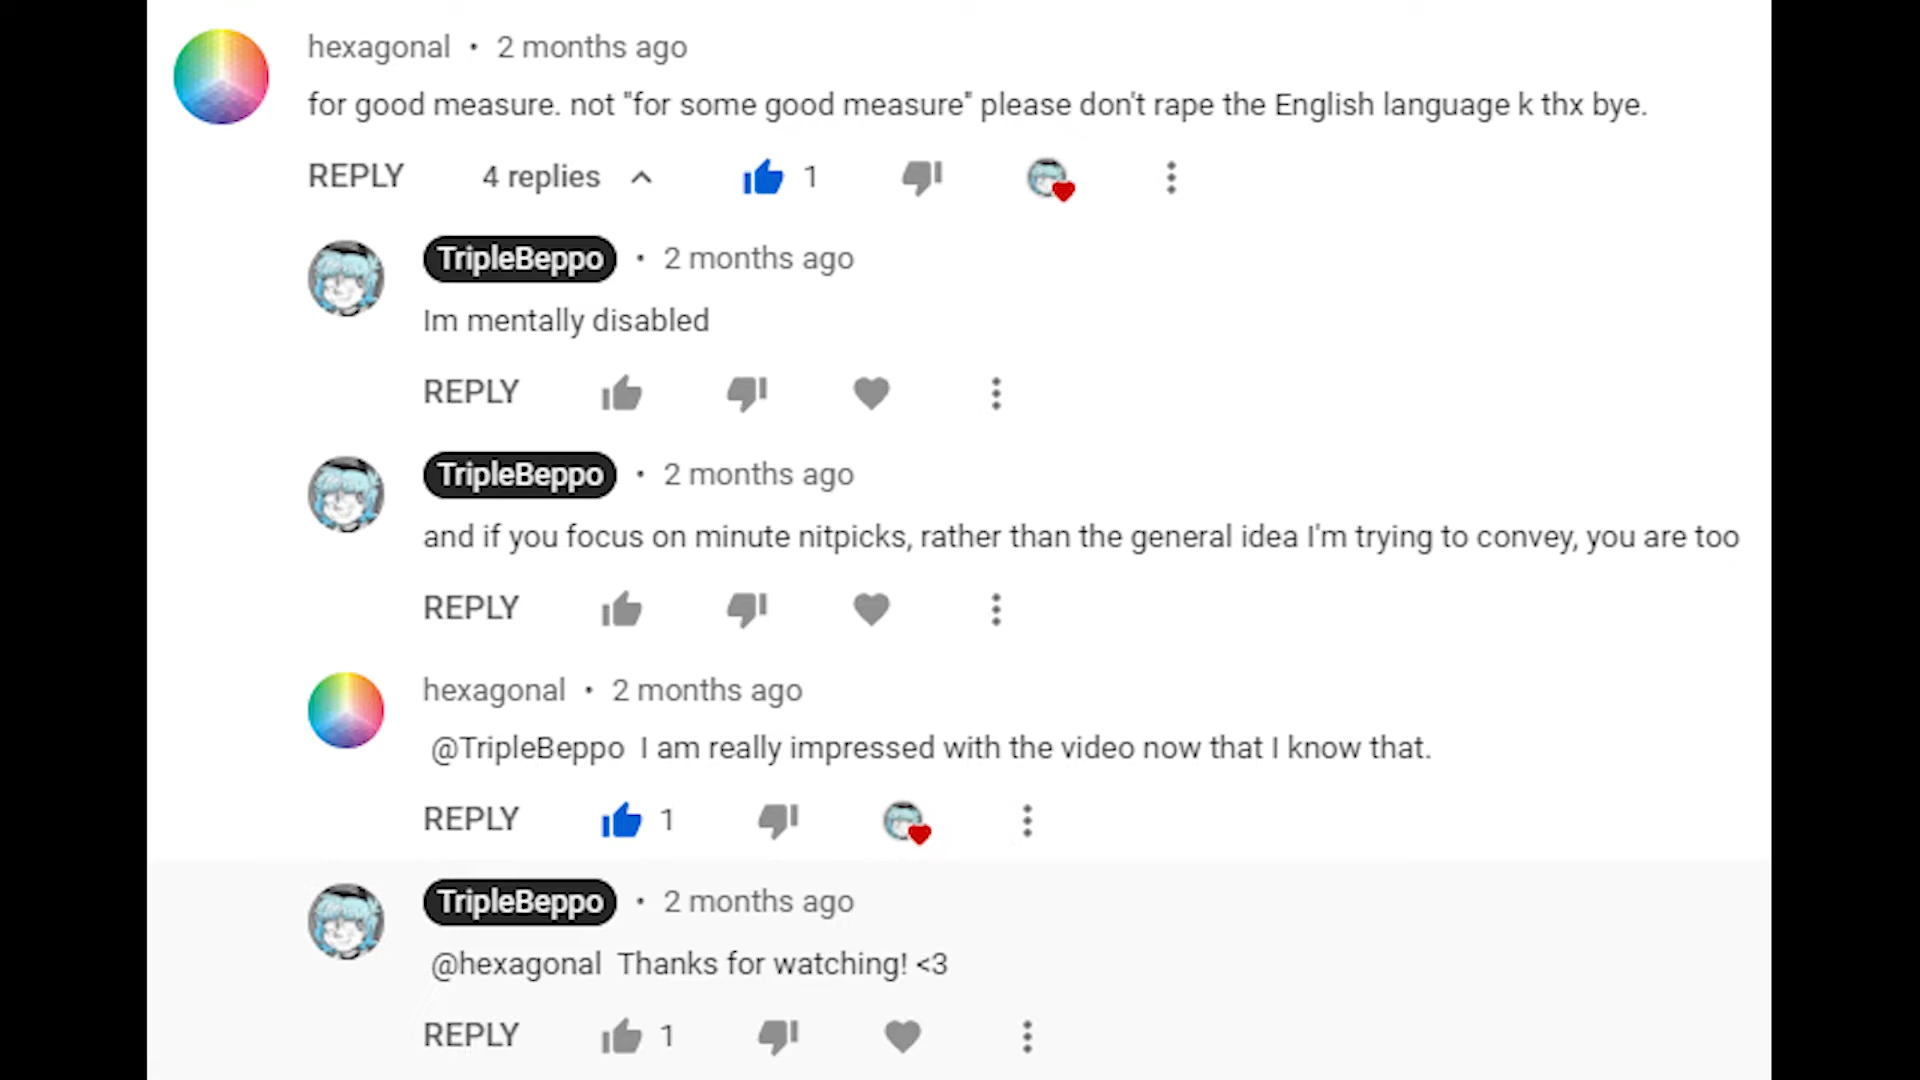 hexagonal • 2 months ago
for good measure. not "for some good measure" please don't rape the English language k thx bye.
REPLY 4 replies 1
TripleBeppo • 2 months ago
Im mentally disabled
REPLY
TripleBeppo • 2 months ago
and if you focus on minute nitpicks, rather than the general idea I'm trying to convey, you are too
REPLY
hexagonal • 2 months ago
@TripleBeppo I am really impressed with the video now that I know that.
REPLY 1
TripleBeppo • 2 months ago
@hexagonal Thanks for watching! <3
REPLY 1